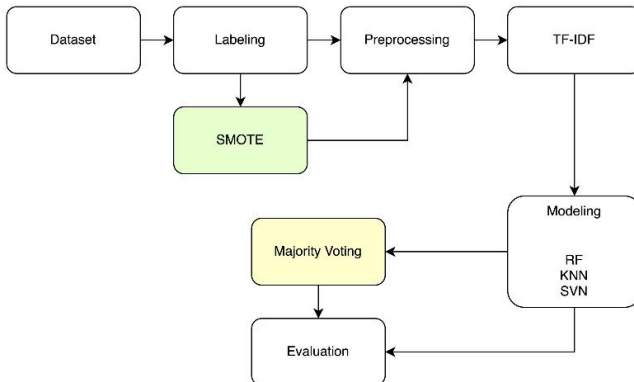 Dataset
Labeling
Preprocessing
TF-IDF
SMOTE
Modeling
RF
KNN
SVN
Majority Voting
Evaluation